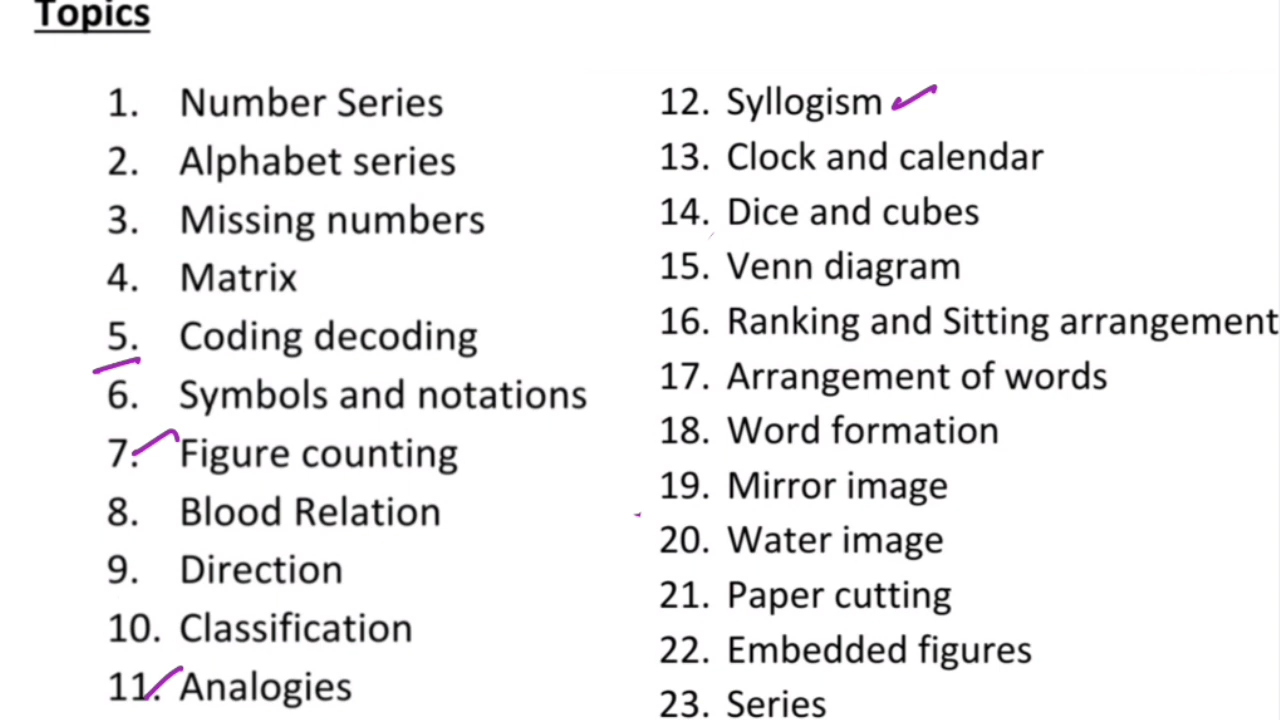 Topics
1. Number Series
2. Alphabet series
3. Missing numbers
4. Matrix
5. Coding decoding
6. Symbols and notations
7. Figure counting
8. Blood Relation
9. Direction
10. Classification
11. Analogies
12. Syllogism
13. Clock and calendar
14. Dice and cubes
15. Venn diagram
16. Ranking and Sitting arrangement
17. Arrangement of words
18. Word formation
19. Mirror image
20. Water image
21. Paper cutting
22. Embedded figures
23. Series